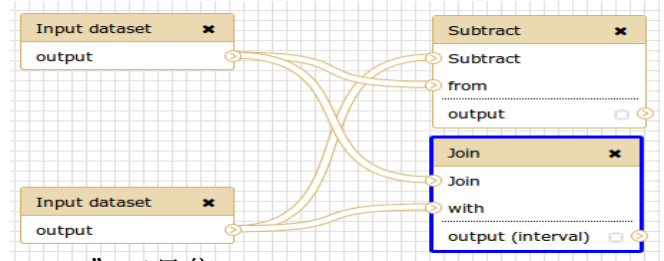 Input dataset
output
Input dataset
output
Subtract
Subtract
from
output
Join
Join
with
output (interval)